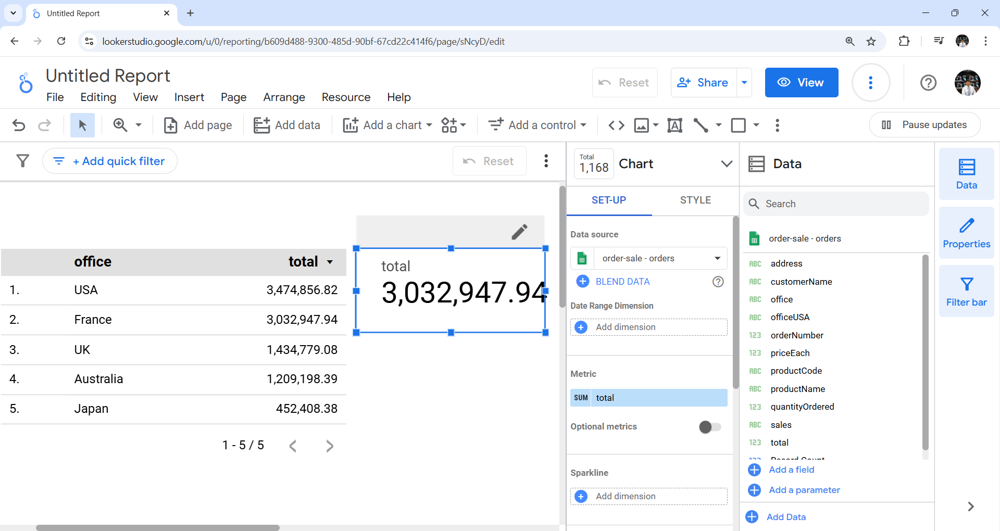 Untitled Report
lookerstudio.google.com/u/0/reporting/b609d488-9300-485d-90bf-67cd22c414f6/page/sNcyD/edit
Untitled Report
File Editing View Insert Page Arrange Resource Help
Reset
Share
View
Add page
Add data
Add a chart
Add a control
Pause updates
+ Add quick filter
Reset
office total
1. USA 3,474,856.82
2. France 3,032,947.94
3. UK 1,434,779.08
4. Australia 1,209,198.39
5. Japan 452,408.38
1 - 5 / 5
total
3,032,947.94
Total
1,168
Chart
SET-UP STYLE
Data source
order-sale - orders
BLEND DATA
Date Range Dimension
Add dimension
Metric
SUM total
Optional metrics
Sparkline
Add dimension
Data
Search
order-sale - orders
ABC address
ABC customerName
ABC office
ABC officeUSA
123 orderNumber
123 priceEach
ABC productCode
ABC productName
123 quantityOrdered
ABC sales
123 total
123 Record Count
Add a field
Add a parameter
Add Data
Data
Properties
Filter bar